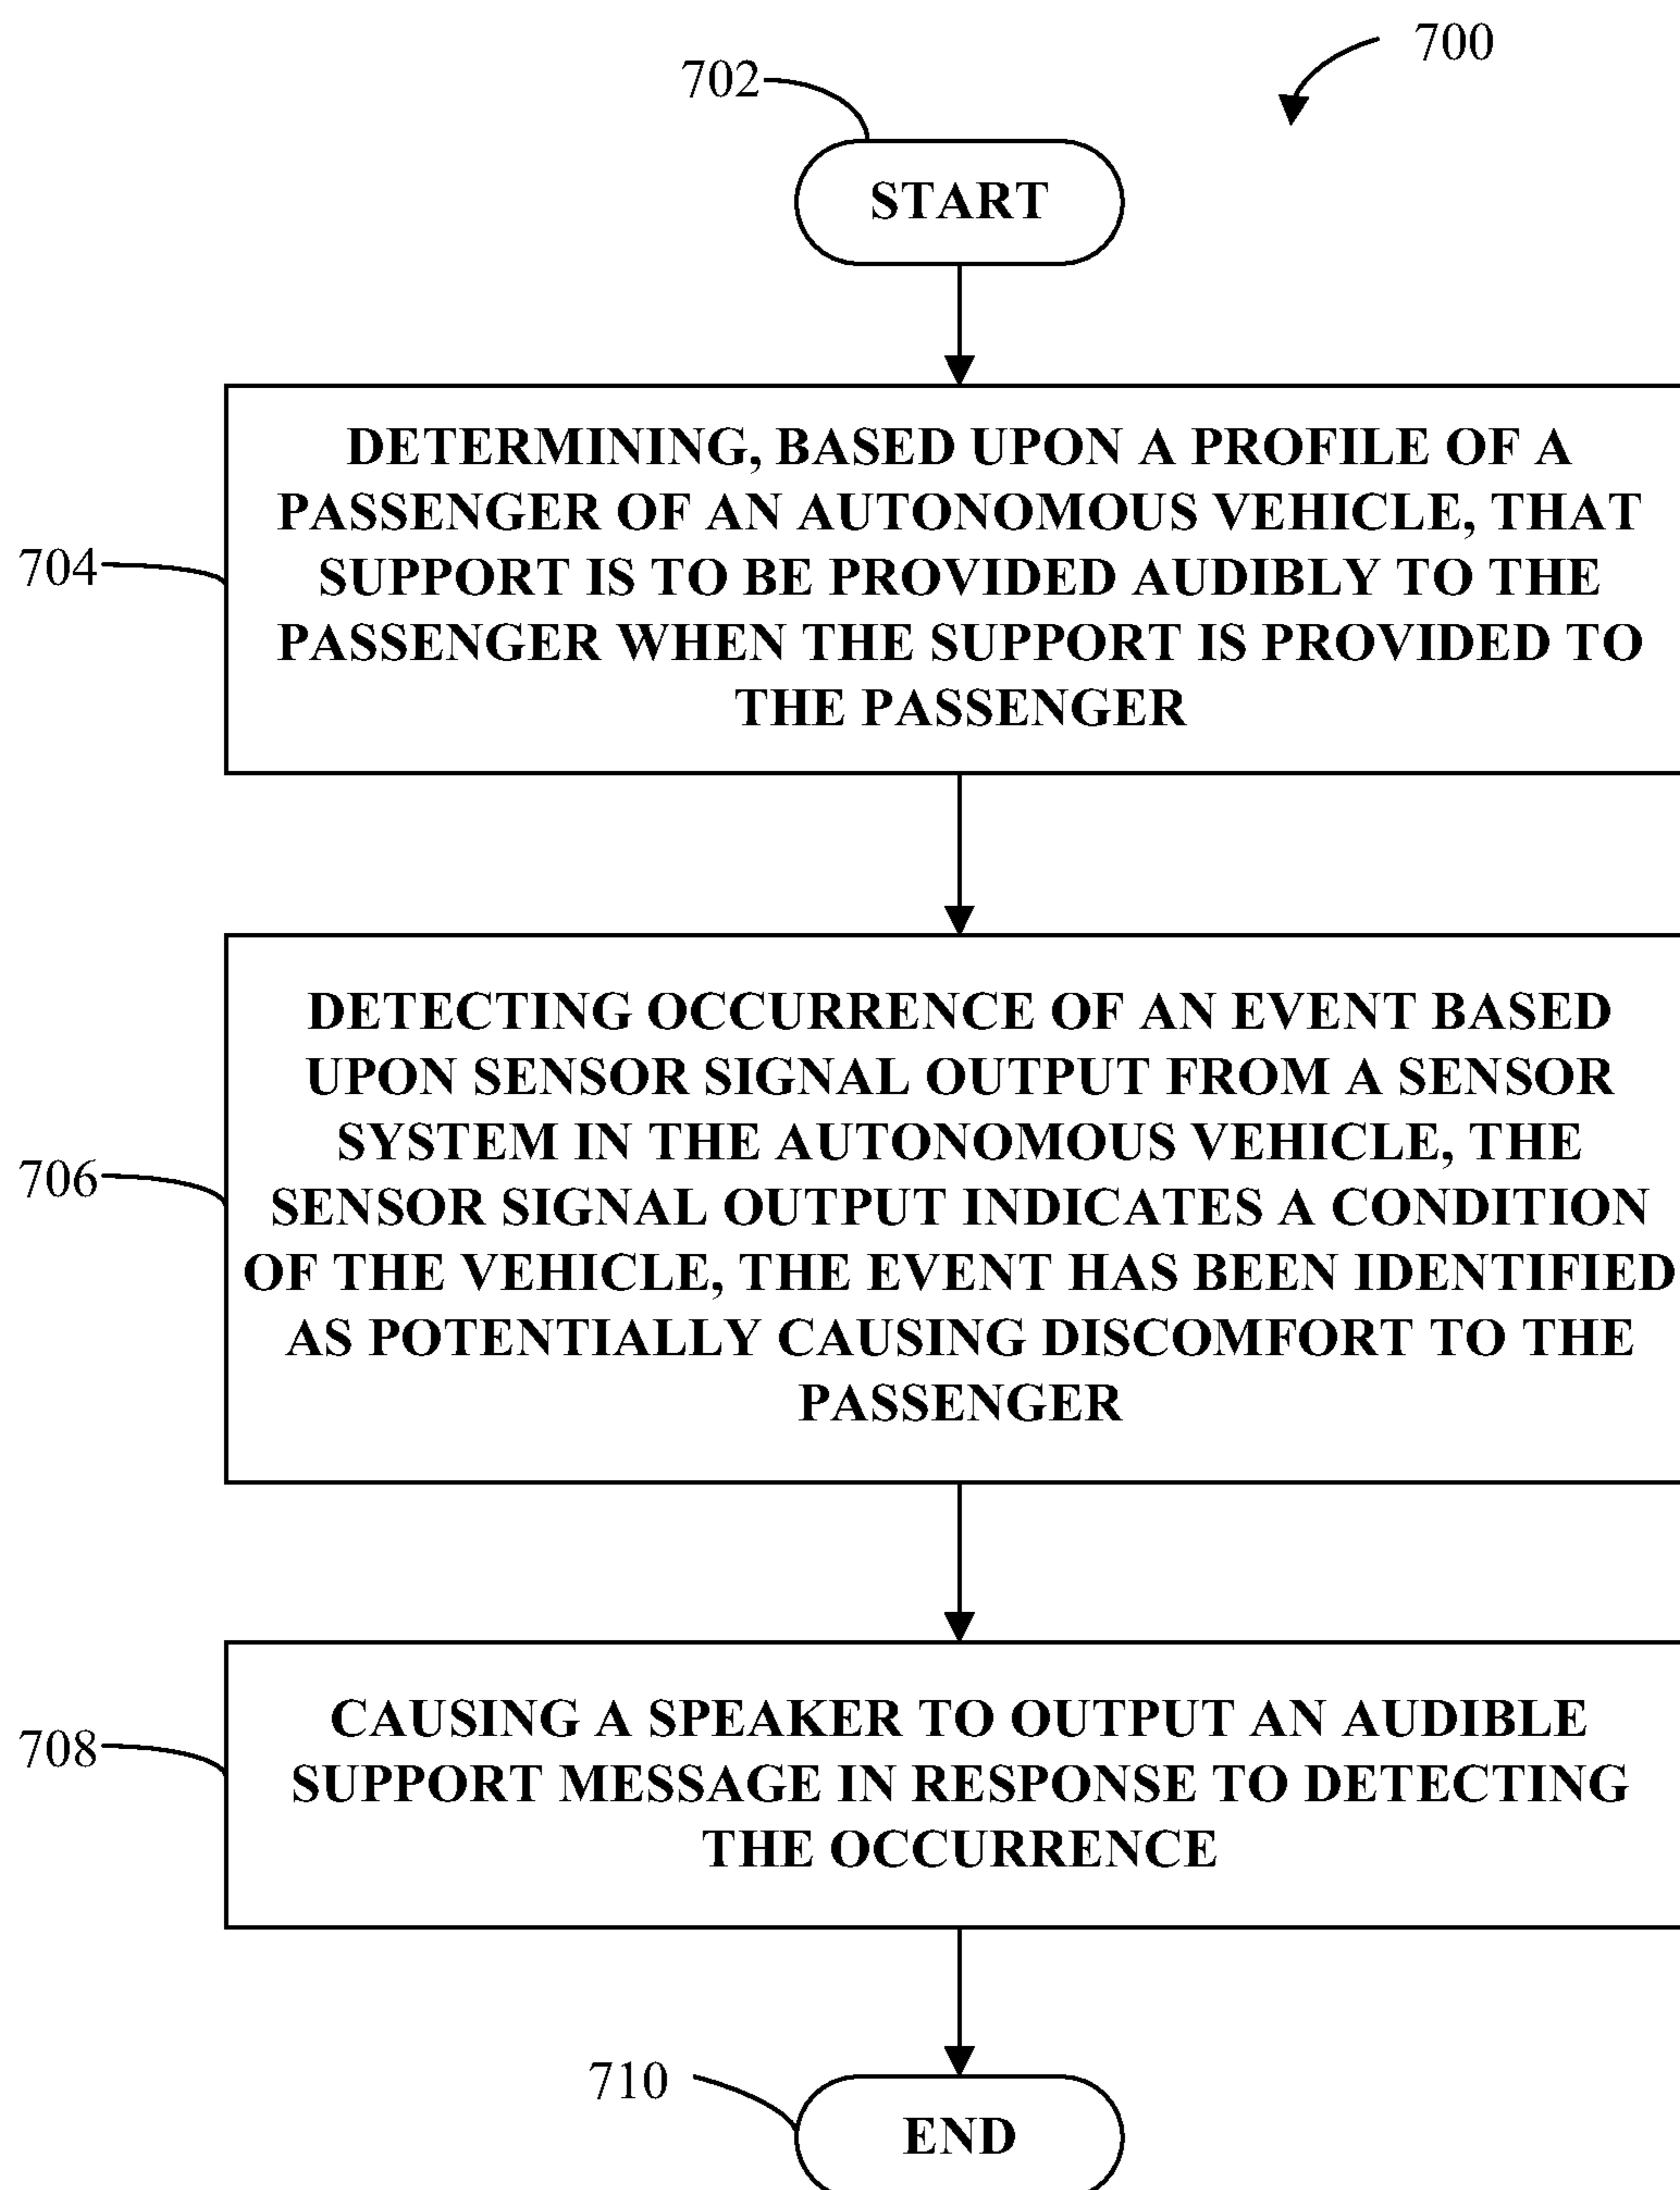 700
702
START
704
DETERMINING, BASED UPON A PROFILE OF A
PASSENGER OF AN AUTONOMOUS VEHICLE, THAT
SUPPORT IS TO BE PROVIDED AUDIBLY TO THE
PASSENGER WHEN THE SUPPORT IS PROVIDED TO
THE PASSENGER
706
DETECTING OCCURRENCE OF AN EVENT BASED
UPON SENSOR SIGNAL OUTPUT FROM A SENSOR
SYSTEM IN THE AUTONOMOUS VEHICLE, THE
SENSOR SIGNAL OUTPUT INDICATES A CONDITION
OF THE VEHICLE, THE EVENT HAS BEEN IDENTIFIED
AS POTENTIALLY CAUSING DISCOMFORT TO THE
PASSENGER
708
CAUSING A SPEAKER TO OUTPUT AN AUDIBLE
SUPPORT MESSAGE IN RESPONSE TO DETECTING
THE OCCURRENCE
710
END